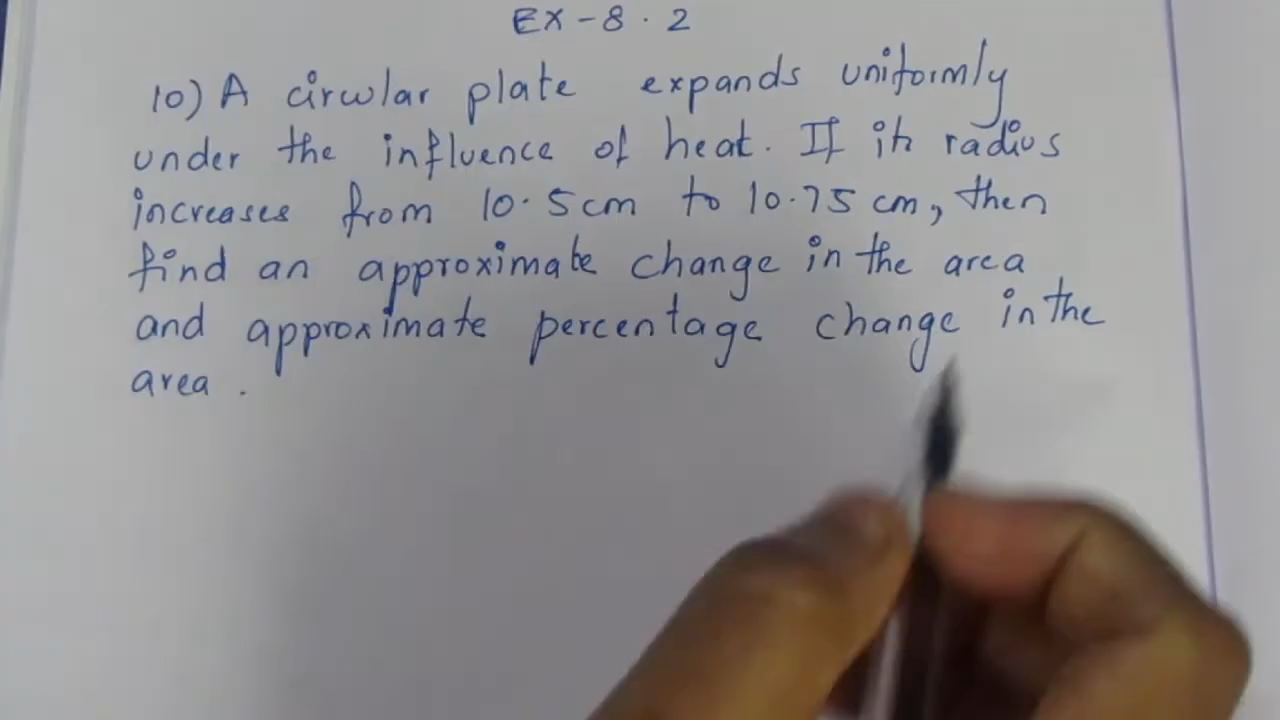 EX-8.2
10) A circular plate expands uniformly
under the influence of heat. If its radius
increases from 10.5cm to 10.75 cm, then
find an approximate change in the area
and approximate percentage change in the
area.